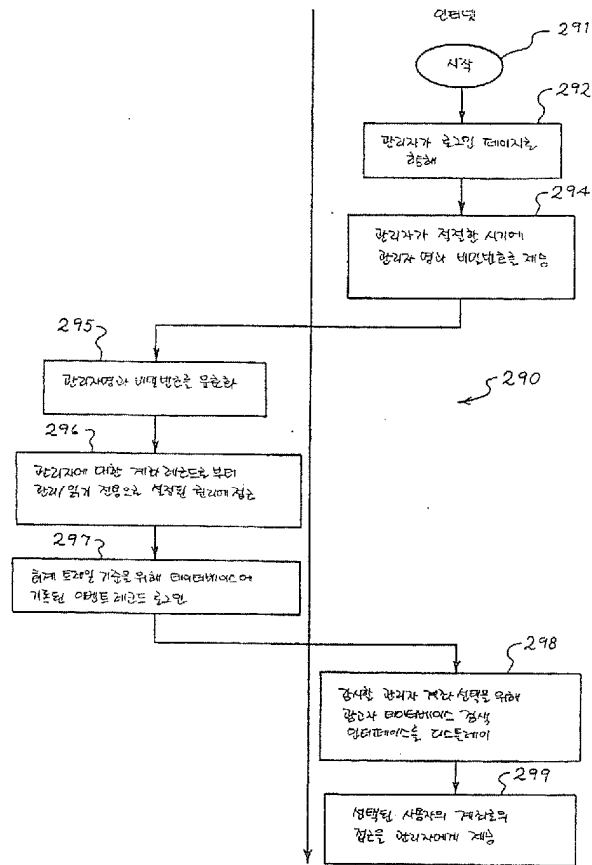 인터넷
291
시작
292
관리자가 로그인 페이지를
향해
294
관리자가 적절한 시기에
관리자 명과 비밀번호를 제공
295
관리자명과 비밀번호를 유효화
290
296
관리자에 대한 계좌 레코드로 부터
관리/읽기 전용으로 설정된 권리에 접근
297
회계 트레일 기준을 위해 데이터베이스에
기록된 이벤트 레코드 로그인
298
감시할 관리자 계좌 선택을 위해
광고자 데이터베이스 검색
인터페이스를 디스플레이
299
선택된 사용자의 계좌로의
접근을 관리자에게 제공